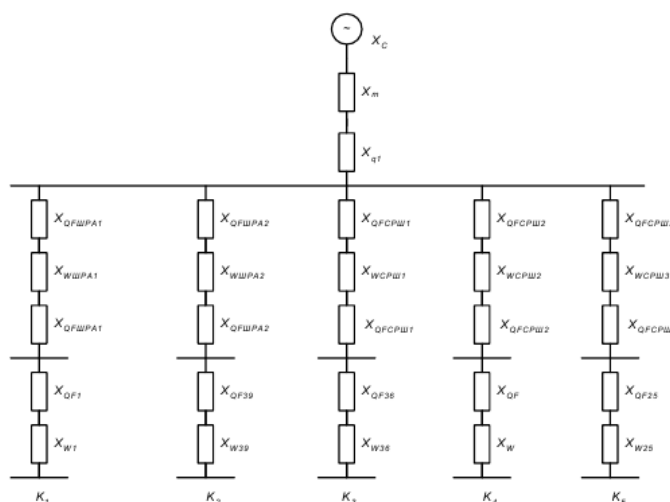 ~
X_C
X_m
X_q1
X_QFШРА1 X_QFШРА2 X_QFСРШ1 X_QFСРШ2
X_WШРА1 X_WШРА2 X_WСРШ1 X_WСРШ2 X_WСРШ3
X_QFШРА1 X_QFШРА2 X_QFСРШ1 X_QFСРШ2
X_QF1 X_QF39 X_QF36 X_QF X_QF25
X_W1 X_W39 X_W36 X_W X_W25
K_1 K_2 K_3 K_4 K_5